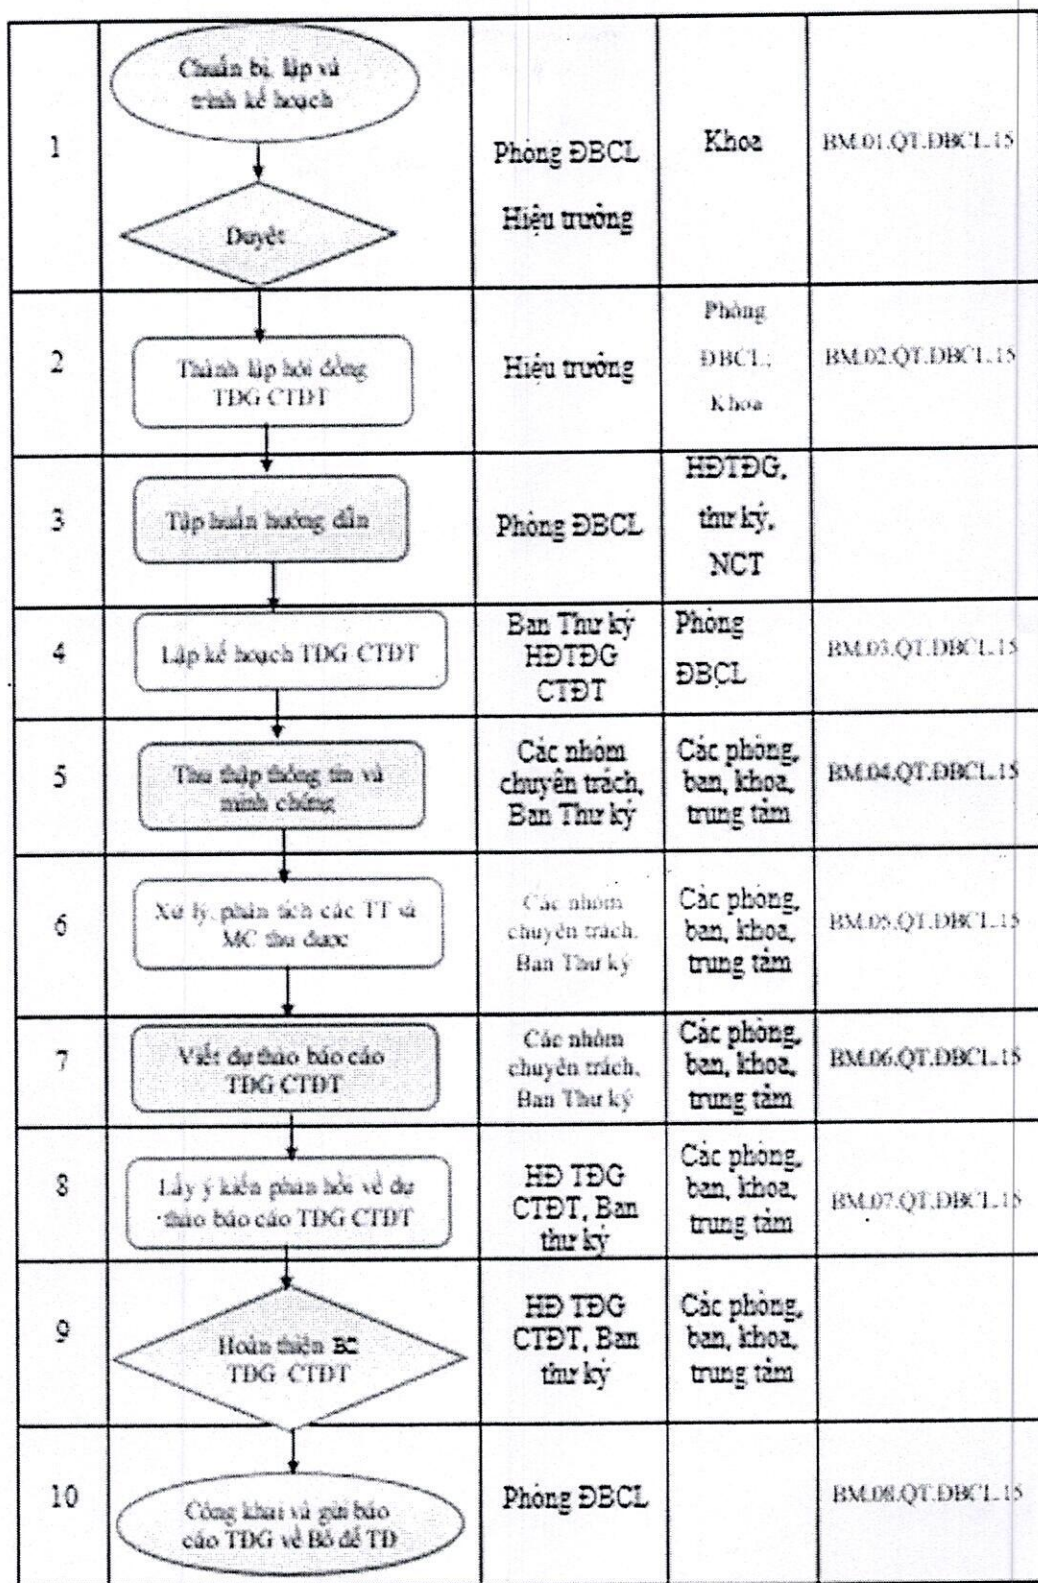 1
Chuẩn bị, lập và
trình kế hoạch
Duyệt
Phòng ĐBCL
Hiệu trưởng
Khoa
BM.01.QT.ĐBCL.15
2
Thành lập hội đồng
TĐG CTĐT
Hiệu trưởng
Phòng
ĐBCL;
Khoa
BM.02.QT.ĐBCL.15
3
Tập huấn hướng dẫn
Phòng ĐBCL
HĐTĐG,
thư ký,
NCT
4
Lập kế hoạch TĐG CTĐT
Ban Thư ký
HĐTĐG
CTĐT
Phòng
ĐBCL
BM.03.QT.ĐBCL.15
5
Thu thập thông tin và
minh chứng
Các nhóm
chuyên trách,
Ban Thư ký
Các phòng,
ban, khoa,
trung tâm
BM.04.QT.ĐBCL.15
6
Xử lý, phân tích các TT và
MC thu được
Các nhóm
chuyên trách,
Ban Thư ký
Các phòng,
ban, khoa,
trung tâm
BM.05.QT.ĐBCL.15
7
Viết dự thảo báo cáo
TĐG CTĐT
Các nhóm
chuyên trách,
Ban Thư ký
Các phòng,
ban, khoa,
trung tâm
BM.06.QT.ĐBCL.15
8
Lấy ý kiến phản hồi về dự
thảo báo cáo TĐG CTĐT
HĐ TĐG
CTĐT, Ban
thư ký
Các phòng,
ban, khoa,
trung tâm
BM.07.QT.ĐBCL.15
9
Hoàn thiện BC
TĐG CTĐT
HĐ TĐG
CTĐT, Ban
thư ký
Các phòng,
ban, khoa,
trung tâm
10
Công khai và gửi báo
cáo TĐG về Bộ để TĐ
Phòng ĐBCL
BM.08.QT.ĐBCL.15